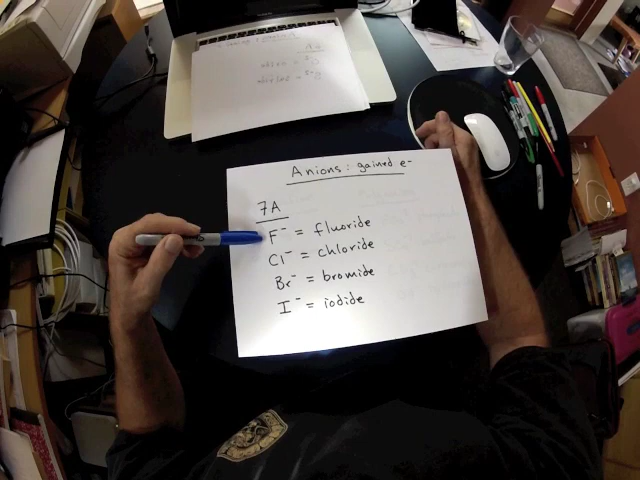 Anions: gained e-
7A
F⁻ = fluoride
Cl⁻ = chloride
Br⁻ = bromide
I⁻ = iodide